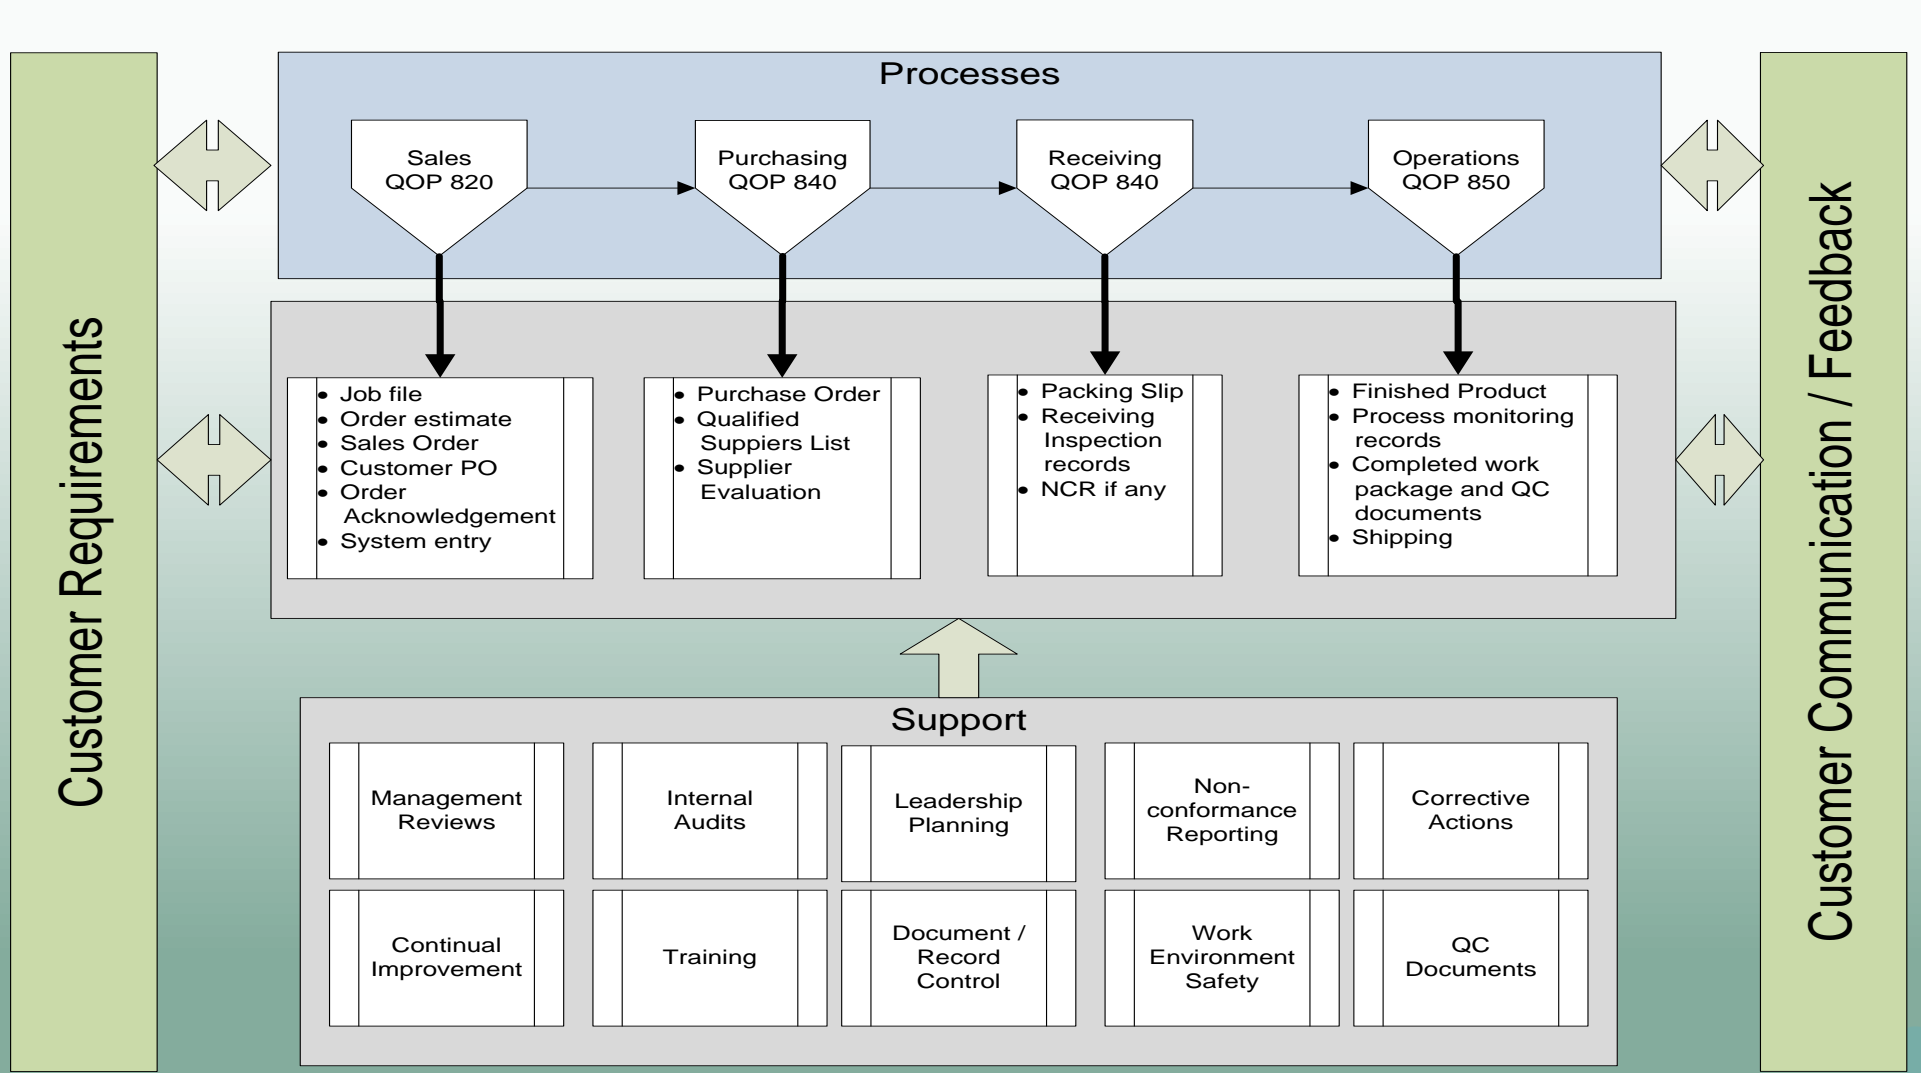 Processes
Customer Requirements
Sales
QOP 820
Purchasing
QOP 840
Receiving
QOP 840
Operations
QOP 850
Customer Communication / Feedback
• Job file
• Order estimate
• Sales Order
• Customer PO
• Order
Acknowledgement
• System entry
• Purchase Order
• Qualified
Suppiers List
• Supplier
Evaluation
• Packing Slip
• Receiving
Inspection
records
• NCR if any
• Finished Product
• Process monitoring
records
• Completed work
package and QC
documents
• Shipping
Support
Management
Reviews
Internal
Audits
Leadership
Planning
Non-
conformance
Reporting
Corrective
Actions
Continual
Improvement
Training
Document /
Record
Control
Work
Environment
Safety
QC
Documents